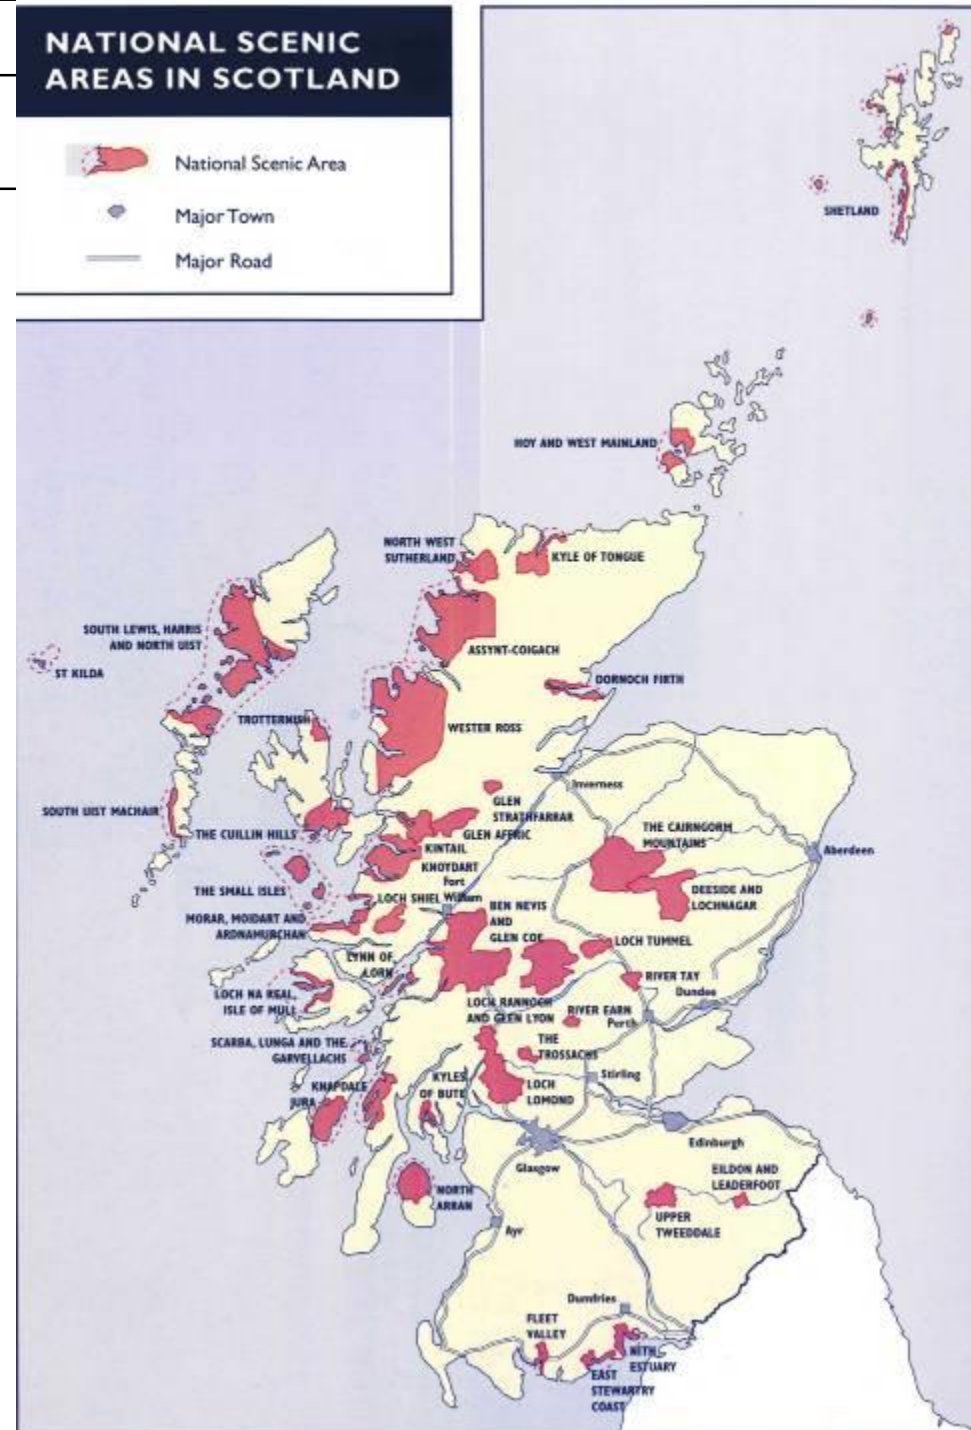 NATIONAL SCENIC
AREAS IN SCOTLAND
National Scenic Area
Major Town
Major Road
SHETLAND
HOY AND WEST MAINLAND
NORTH WEST
SUTHERLAND
KYLE OF TONGUE
SOUTH LEWIS, HARRIS
AND NORTH UIST
ST KILDA
ASSYNT-COIGACH
DORNOCH FIRTH
TROTTERNISH
WESTER ROSS
Inverness
SOUTH UIST MACHAIR
GLEN
STRATHFARRAR
THE CUILLIN HILLS
GLEN AFFRIC
THE CAIRNGORM
MOUNTAINS
KINTAIL
Aberdeen
KNOYDART
THE SMALL ISLES
Fort
William
LOCH SHIEL
DEESIDE AND
LOCHNAGAR
MORAR, MOIDART AND
ARDNAMURCHAN
BEN NEVIS
AND
GLEN COE
LOCH TUMMEL
LYNN OF
LORN
RIVER TAY
Dundee
LOCH NA KEAL,
ISLE OF MULL
LOCH RANNOCH
AND GLEN LYON
RIVER EARN
Perth
SCARBA, LUNGA AND THE
GARVELLACHS
THE
TROSSACHS
KNAPDALE
JURA
KYLES
OF BUTE
Stirling
LOCH
LOMOND
Edinburgh
Glasgow
EILDON AND
LEADERFOOT
NORTH
ARRAN
UPPER
TWEEDDALE
Ayr
Dumfries
FLEET
VALLEY
NITH
ESTUARY
EAST
STEWARTRY
COAST